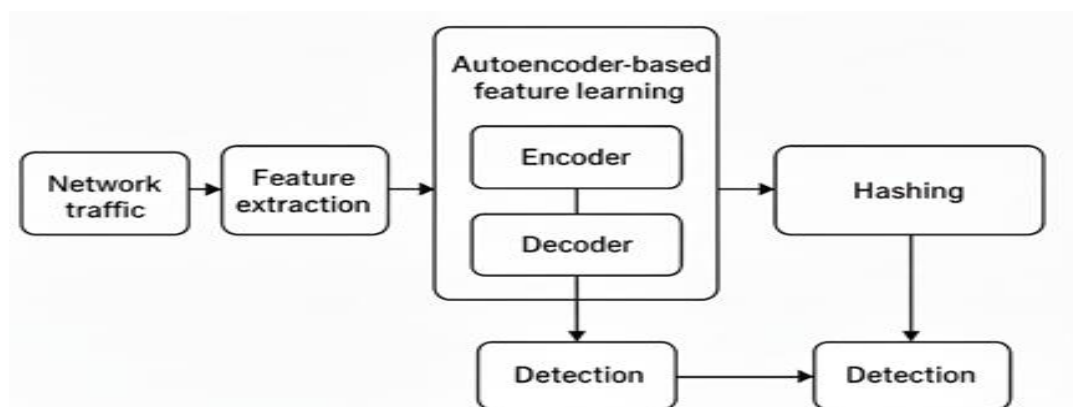 Autoencoder-based
feature learning
Encoder
Network
traffic
Feature
extraction
Hashing
Decoder
Detection
Detection